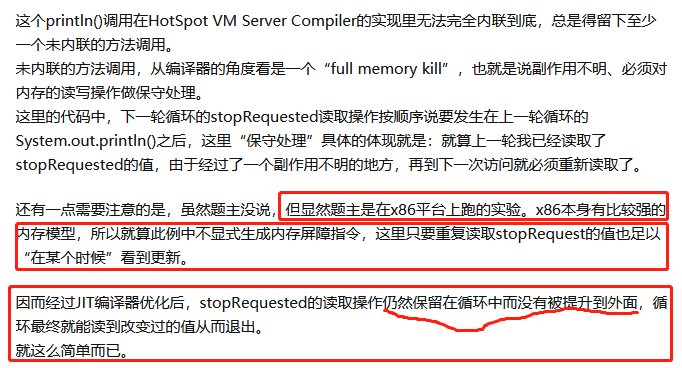 这个println()调用在HotSpot VM Server Compiler的实现里无法完全内联到底，总是得留下至少
一个未内联的方法调用。
未内联的方法调用，从编译器的角度看是一个“full memory kill”，也就是说副作用不明、必须对
内存的读写操作做保守处理。
这里的代码中，下一轮循环的stopRequested读取操作按顺序说要发生在上一轮循环的
System.out.println()之后，这里“保守处理”具体的体现就是：就算上一轮我已经读取了
stopRequested的值，由于经过了一个副作用不明的地方，再到下一次访问就必须重新读取了。
还有一点需要注意的是，虽然题主没说，但显然题主是在x86平台上跑的实验。x86本身有比较强的
内存模型，所以就算此例中不显式生成内存屏障指令，这里只要重复读取stopRequest的值也足以
“在某个时候”看到更新。
因而经过JIT编译器优化后，stopRequested的读取操作仍然保留在循环中而没有被提升到外面，循
环最终就能读到改变过的值从而退出。
就这么简单而已。